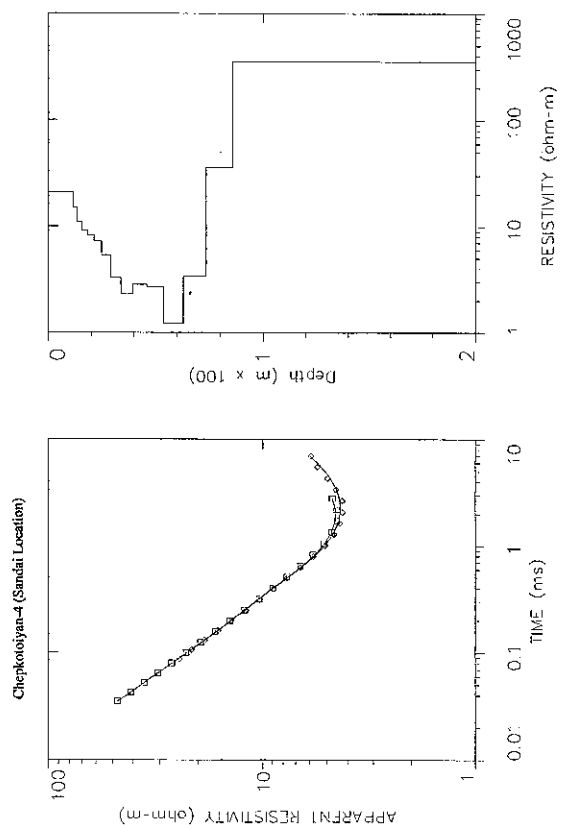 Chepkotoiyan-4 (Sandai Location)
APPARENT RESISTIVITY (ohm-m)
100
10
1
0.01
0.1
1
10
TIME (ms)
Depth (m x 100)
0
1
2
1
10
100
1000
RESISTIVITY (ohm-m)